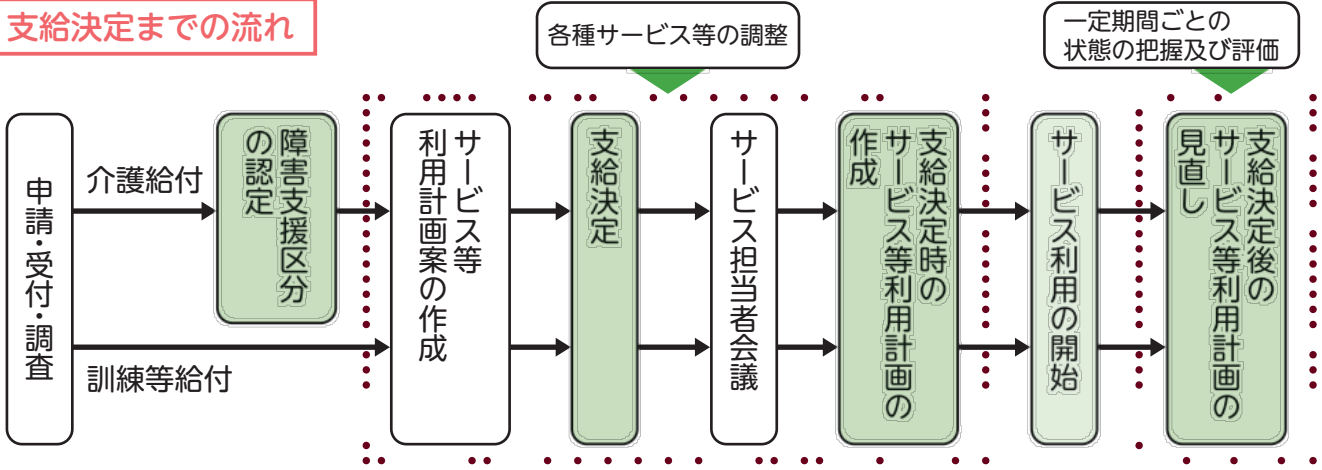 支給決定までの流れ
各種サービス等の調整
一定期間ごとの
状態の把握及び評価
申請・受付・調査
介護給付
訓練等給付
障害支援区分
の認定
サービス等
利用計画案の作成
支給決定
サービス担当者会議
支給決定時の
サービス等利用計画の
作成
サービス利用の開始
支給決定後の
サービス等利用計画の
見直し